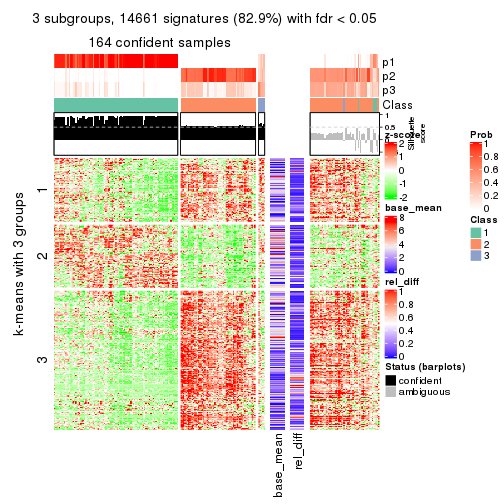 3 subgroups, 14661 signatures (82.9%) with fdr < 0.05
164 confident samples
p1
p2
p3
Class
1
0.5
0
Silhouette
score
k-means with 3 groups
1
2
3
base_mean
rel_diff
z-score
2
1
0
-1
-2
base_mean
8
6
4
2
0
rel_diff
1
0.8
0.6
0.4
0.2
0
Status (barplots)
confident
ambiguous
Prob
1
0.8
0.6
0.4
0.2
0
Class
1
2
3